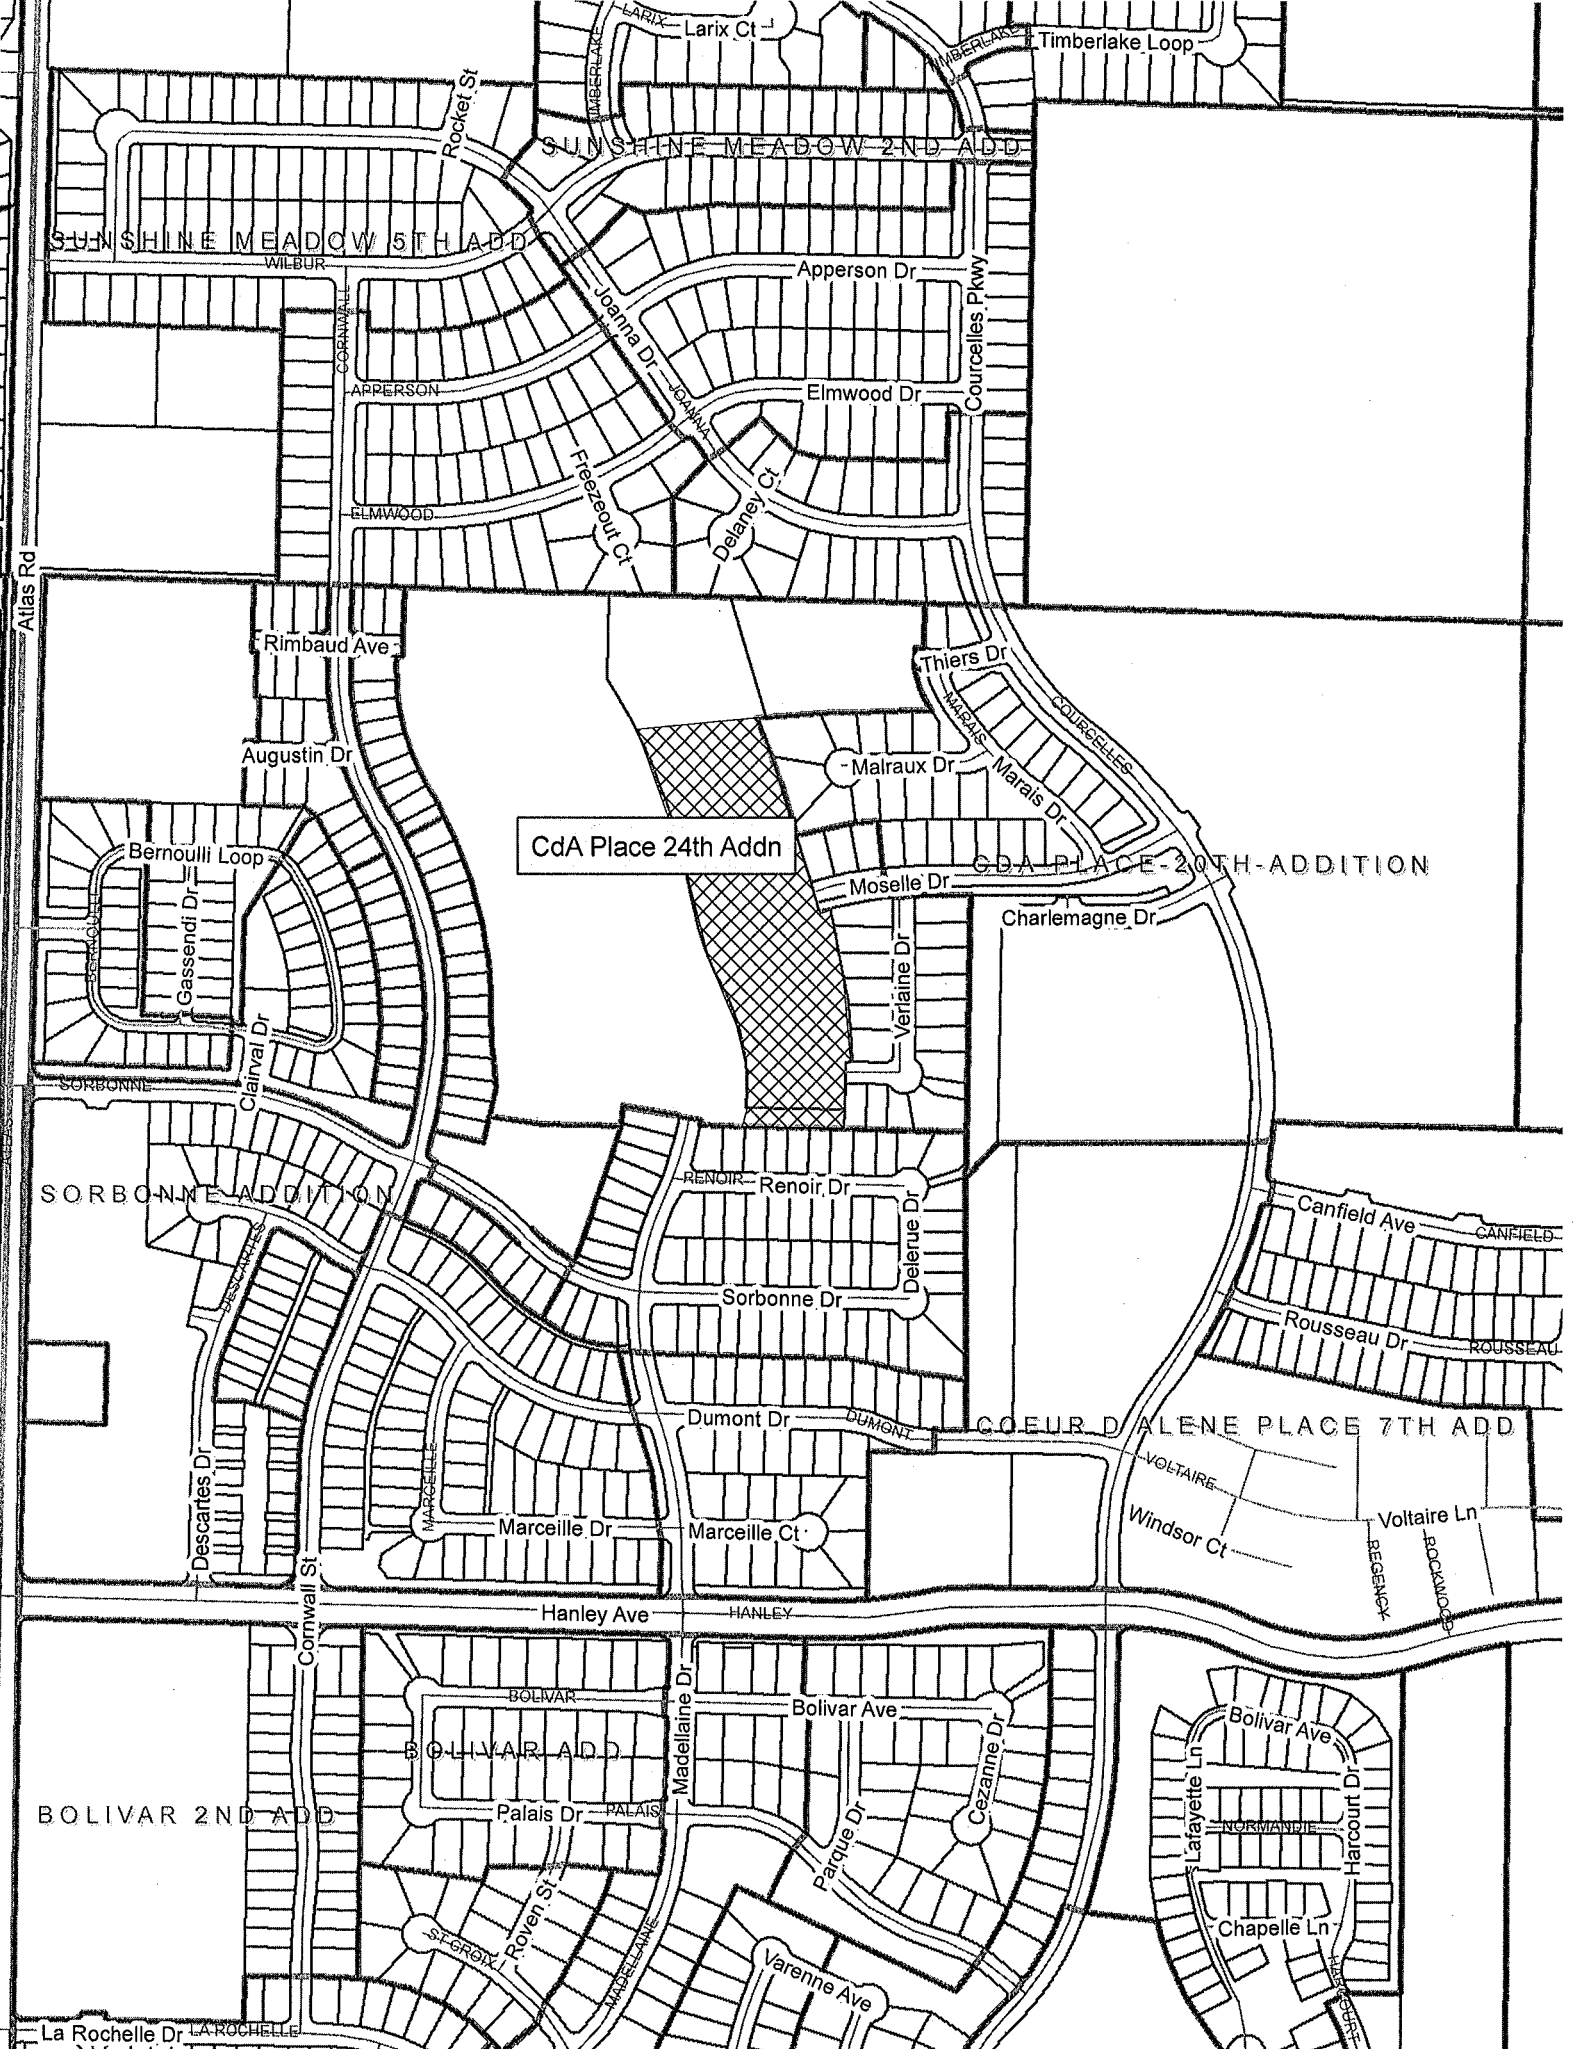 LARIX
Larix Ct
TIMBERLAKE
TIMBERLAKE
Timberlake Loop
Rocket St
SUNSHINE MEADOW 2ND ADD
SUNSHINE MEADOW 5TH ADD
WILBUR
CORNWALL
Apperson Dr
Courcelles Pkwy
Joanna Dr
JOANNA
APPERSON
Elmwood Dr
Freezeout Ct
Delaney Ct
ELMWOOD
Atlas Rd
Rimbaud Ave
Thiers Dr
MARAIS
COURCELLES
Augustin Dr
Malraux Dr
Marais Dr
CdA Place 24th Addn
Bernoulli Loop
CDA PLACE-20TH-ADDITION
Moselle Dr
Charlemagne Dr
BERNOULLI
Gassendi Dr
Verlaine Dr
Clairval Dr
SORBONNE
RENOIR
Renoir Dr
SORBONNE ADDITION
Delerue Dr
Canfield Ave
CANFIELD
DESCARTES
Sorbonne Dr
Rousseau Dr
ROUSSEAU
Dumont Dr
DUMONT
COEUR D ALENE PLACE 7TH ADD
MARCEILLE
VOLTAIRE
Descartes Dr
Marceille Dr
Marceille Ct
Windsor Ct
Voltaire Ln
REGENCY
ROCKWOOD
Cornwall St
Hanley Ave
HANLEY
BOLIVAR
Madellaine Dr
Bolivar Ave
Cezanne Dr
Bolivar Ave
BOLIVAR ADD
Lafayette Ln
Harcourt Dr
BOLIVAR 2ND ADD
Palais Dr
PALAIS
Parque Dr
NORMANDIE
Roven St
ST CROIX
MADELLAINE
Chapelle Ln
Varenne Ave
HARCOURT
La Rochelle Dr
LA ROCHELLE